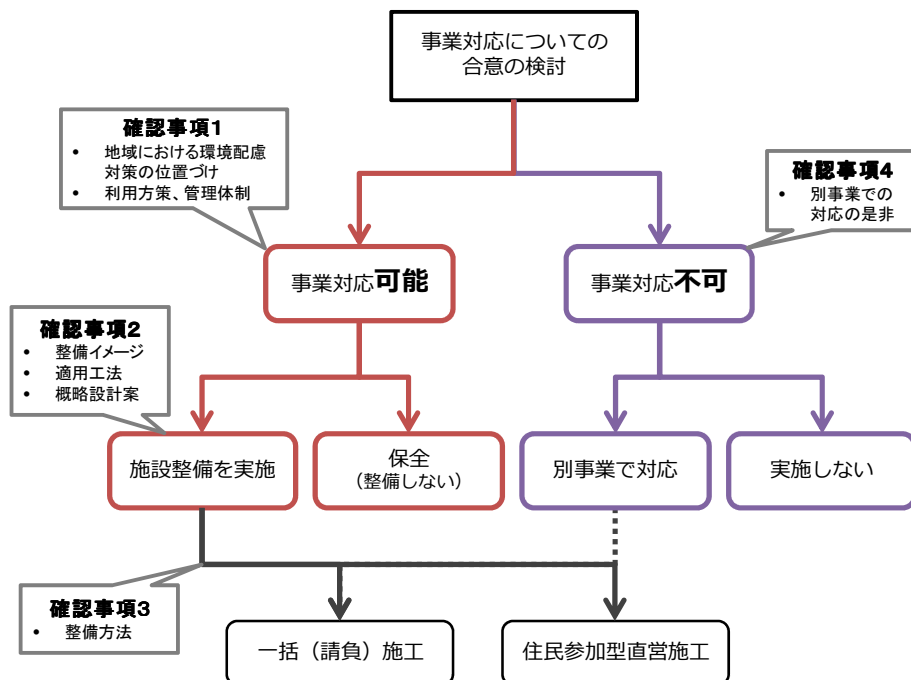 事業対応についての
合意の検討
確認事項1
• 地域における環境配慮
対策の位置づけ
• 利用方策、管理体制
確認事項4
• 別事業での
対応の是非
事業対応可能
事業対応不可
確認事項2
• 整備イメージ
• 適用工法
• 概略設計案
施設整備を実施
保全
（整備しない）
別事業で対応
実施しない
確認事項3
• 整備方法
一括（請負）施工
住民参加型直営施工